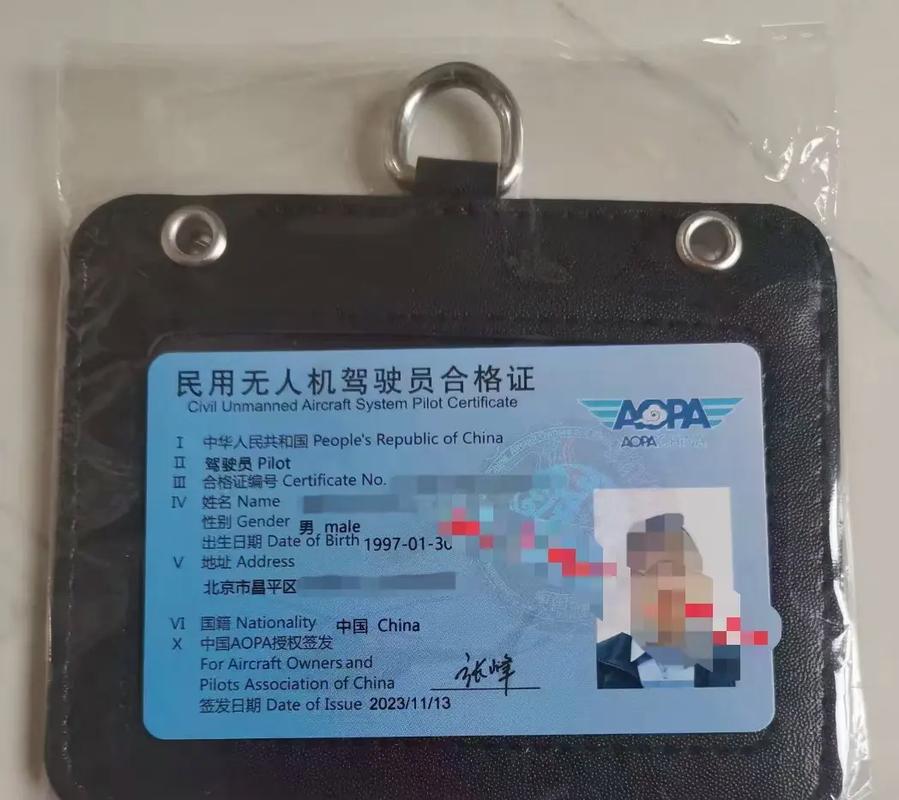 民用无人机驾驶员合格证
Civil Unmanned Aircraft System Pilot Certificate
AOPA
AOPA CHINA
I 中华人民共和国 People's Republic of China
II 驾驶员 Pilot
III 合格证编号 Certificate No.
IV 姓名 Name
性别 Gender 男 male
出生日期 Date of Birth 1997-01-30
V 地址 Address
北京市昌平区
VI 国籍 Nationality 中国 China
X 中国AOPA授权签发
For Aircraft Owners and
Pilots Association of China 张峰
签发日期 Date of Issue 2023/11/13